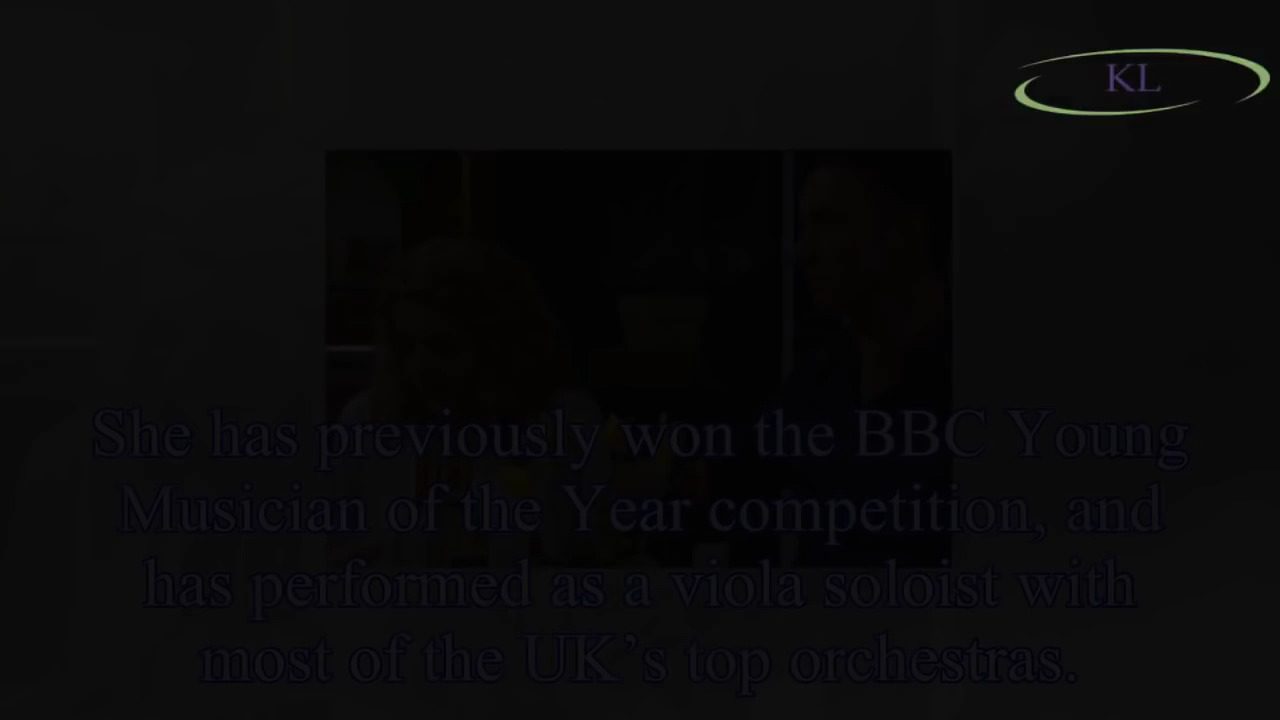 KL
She has previously won the BBC Young
Musician of the Year competition, and
has performed as a viola soloist with
most of the UK’s top orchestras.